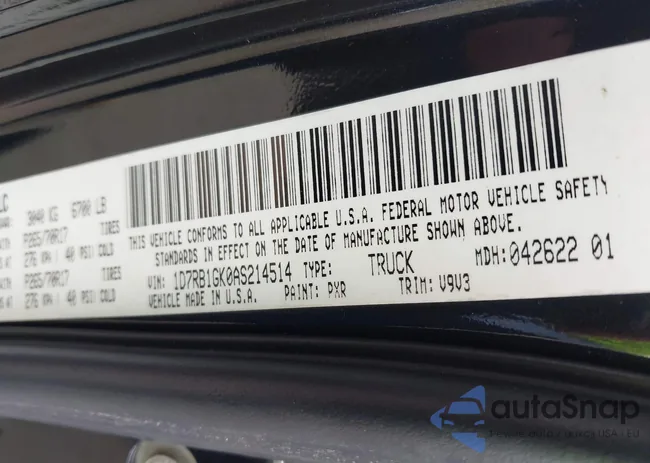 3040 KG 6700 LB
TIRES
P265/70R17
276 KPA/ 40 PSI/ COLD
TIRES
P265/70R17
276 KPA/ 40 PSI/ COLD
THIS VEHICLE CONFORMS TO ALL APPLICABLE U.S.A. FEDERAL MOTOR VEHICLE SAFETY
STANDARDS IN EFFECT ON THE DATE OF MANUFACTURE SHOWN ABOVE.
VIN: 1D7RB1GK0AS214514 TYPE: TRUCK MDH: 042622 01
VEHICLE MADE IN U.S.A. PAINT: PXR TRIM: V9V3
autoSnap